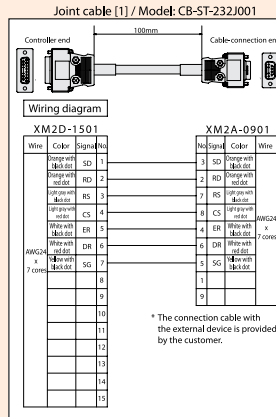 Joint cable [1] / Model: CB-ST-232J001
100mm
Controller end
Cable-connection en
Wiring diagram
XM2D-1501
Wire Color Signal No.
Orange with black dot SD 1
Orange with red dot RD 2
Light gray with black dot RS 3
Light gray with red dot CS 4
White with black dot ER 5
White with red dot DR 6
Yellow with black dot SG 7
8
9
10
11
12
13
14
15
AWG24
x
7 cores
XM2A-0901
No. Signal Color Wire
3 SD Orange with black dot
2 RD Orange with red dot
7 RS Light gray with black dot
8 CS Light gray with red dot
4 ER White with black dot
6 DR White with red dot
5 SG Yellow with black dot
1
9
AWG24
x
7 cores
* The connection cable with
the external device is provided
by the customer.